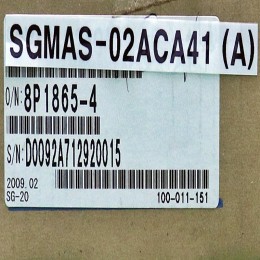 SGMAS-02ACA41 (A)
O/N: 8P1865-4
S/N: D0092A712920015
2009.02
SG-20 100-011-151